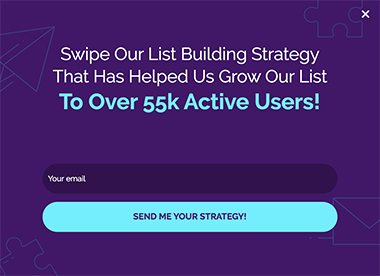 Swipe Our List Building Strategy
That Has Helped Us Grow Our List
To Over 55k Active Users!
Your email
SEND ME YOUR STRATEGY!